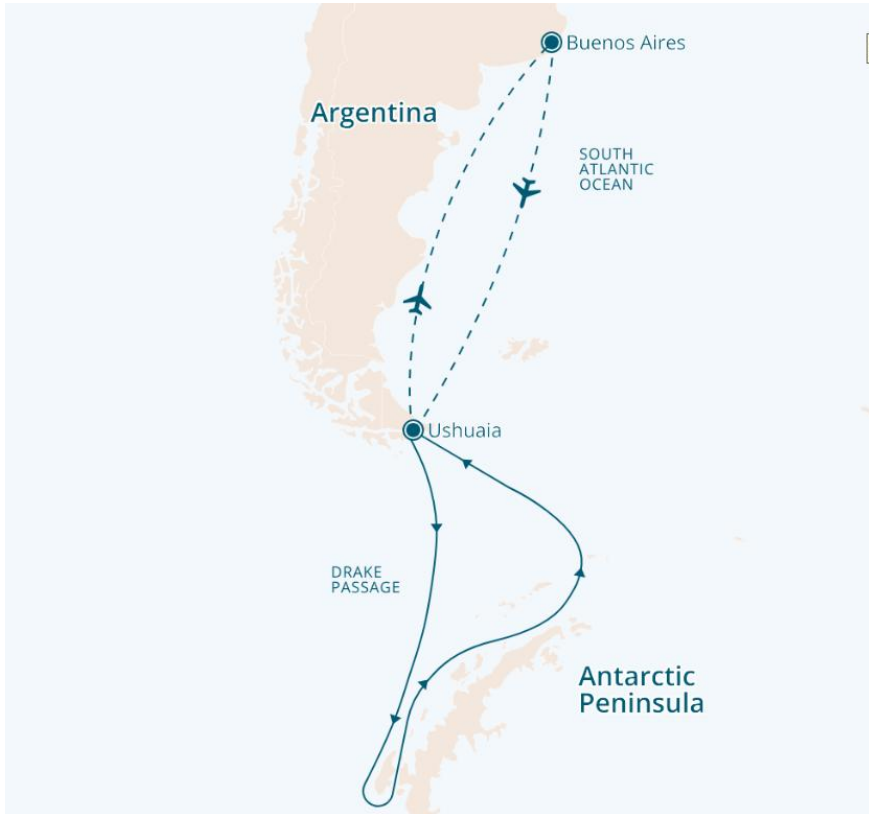 Buenos Aires
Argentina
SOUTH
ATLANTIC
OCEAN
Ushuaia
DRAKE
PASSAGE
Antarctic
Peninsula